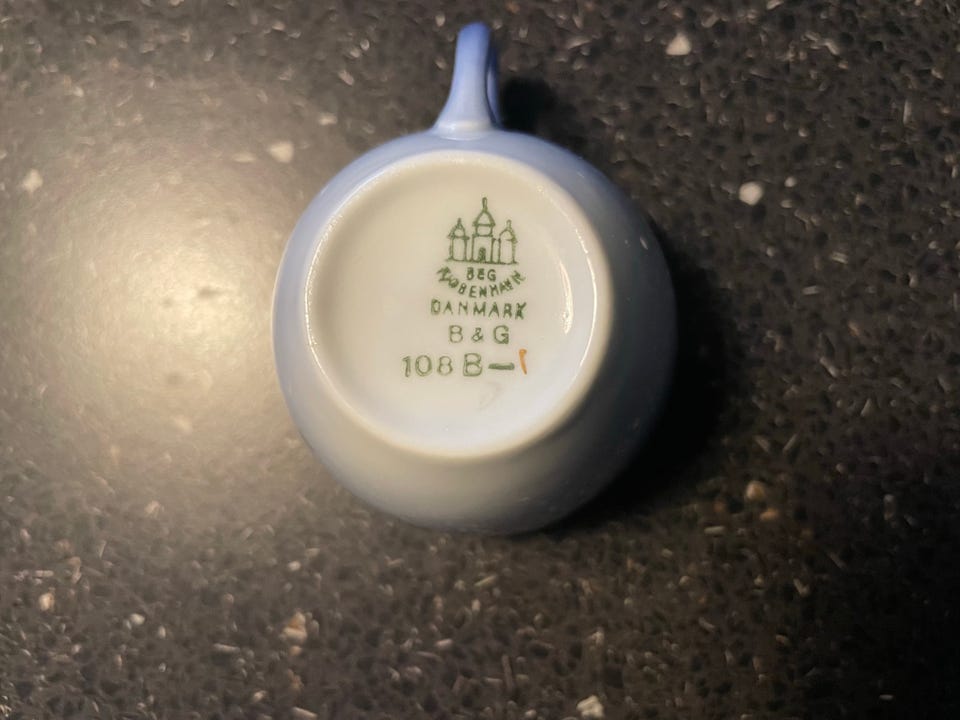 B&G
KØBENHAVN
DANMARK
B & G
108 B - 1